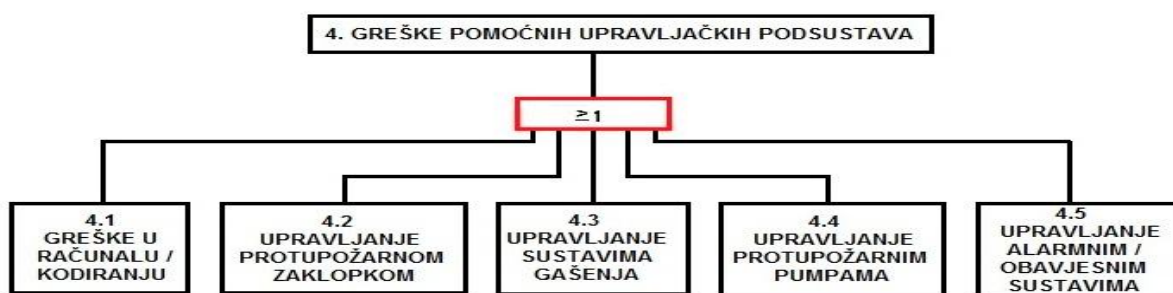 4. GREŠKE POMOĆNIH UPRAVLJAČKIH PODSUSTAVA
≥1
4.1
GREŠKE U
RAČUNALU /
KODIRANJU
4.2
UPRAVLJANJE
PROTUPOŽARNOM
ZAKLOPKOM
4.3
UPRAVLJANJE
SUSTAVIMA
GAŠENJA
4.4
UPRAVLJANJE
PROTUPOŽARNIM
PUMPAMA
4.5
UPRAVLJANJE
ALARMNIM /
OBAVJESNIM
SUSTAVIMA